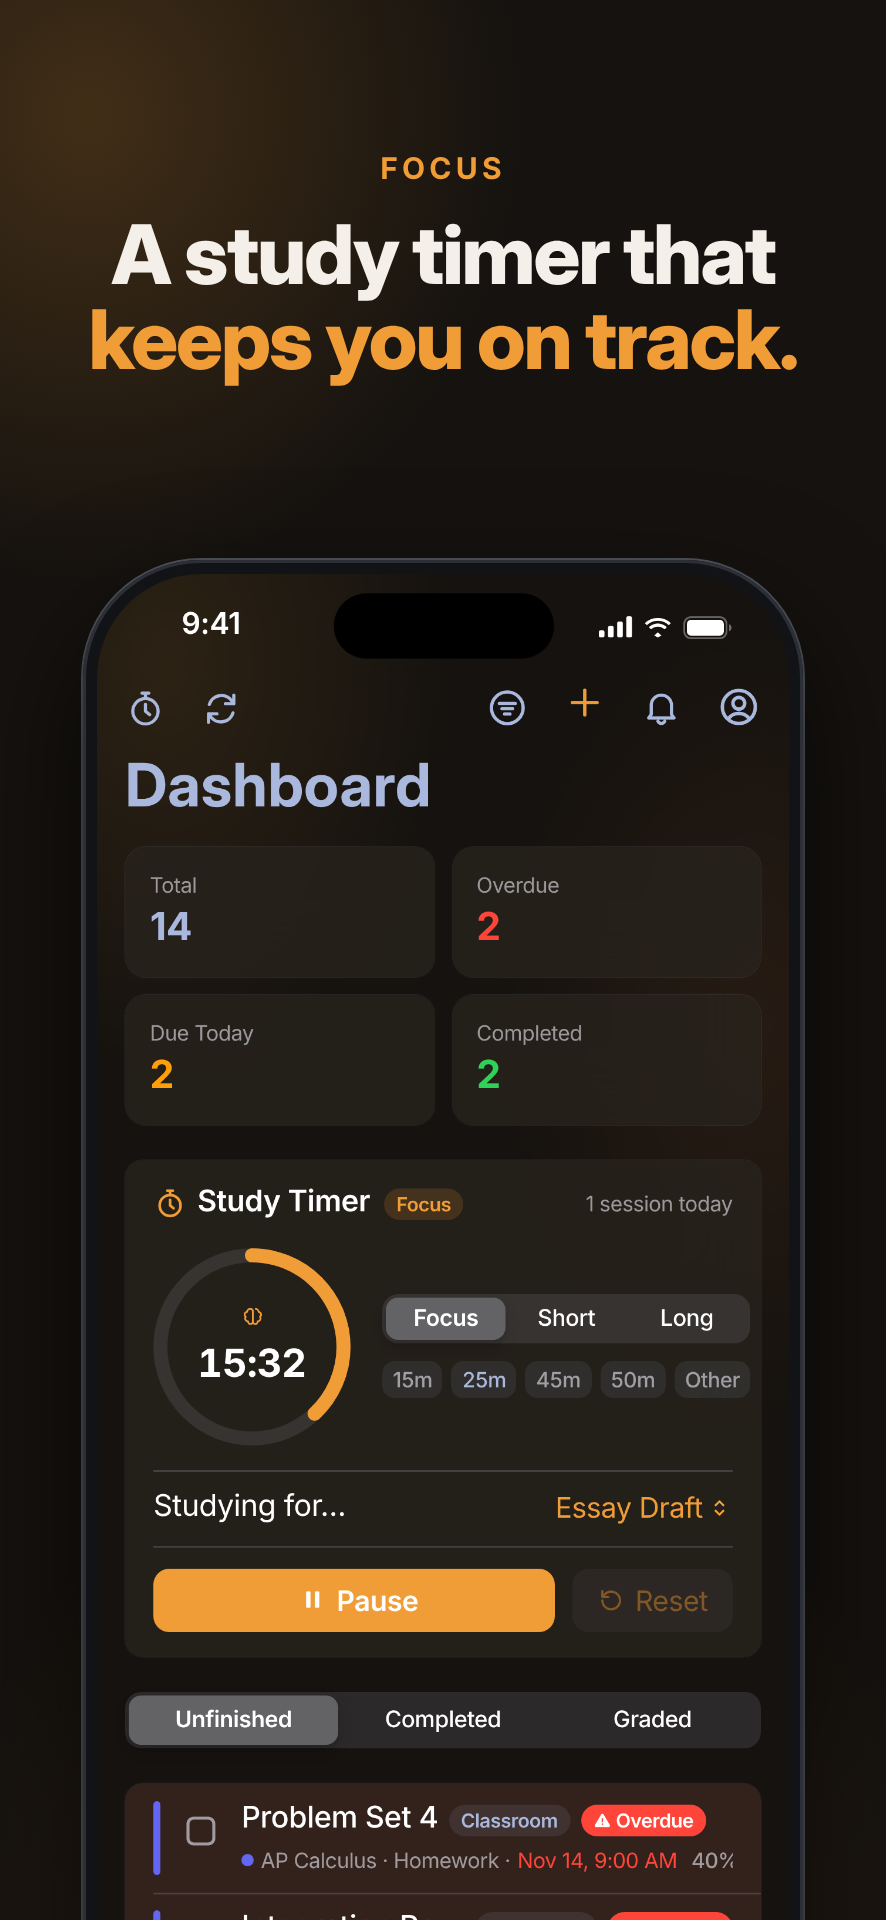 FOCUS
A study timer that
keeps you on track.
9:41
Dashboard
Total
14
Overdue
2
Due Today
2
Completed
2
Study Timer Focus 1 session today
15:32
Focus Short Long
15m 25m 45m 50m Other
Studying for... Essay Draft
Pause Reset
Unfinished Completed Graded
Problem Set 4 Classroom Overdue
AP Calculus · Homework · Nov 14, 9:00 AM 40%